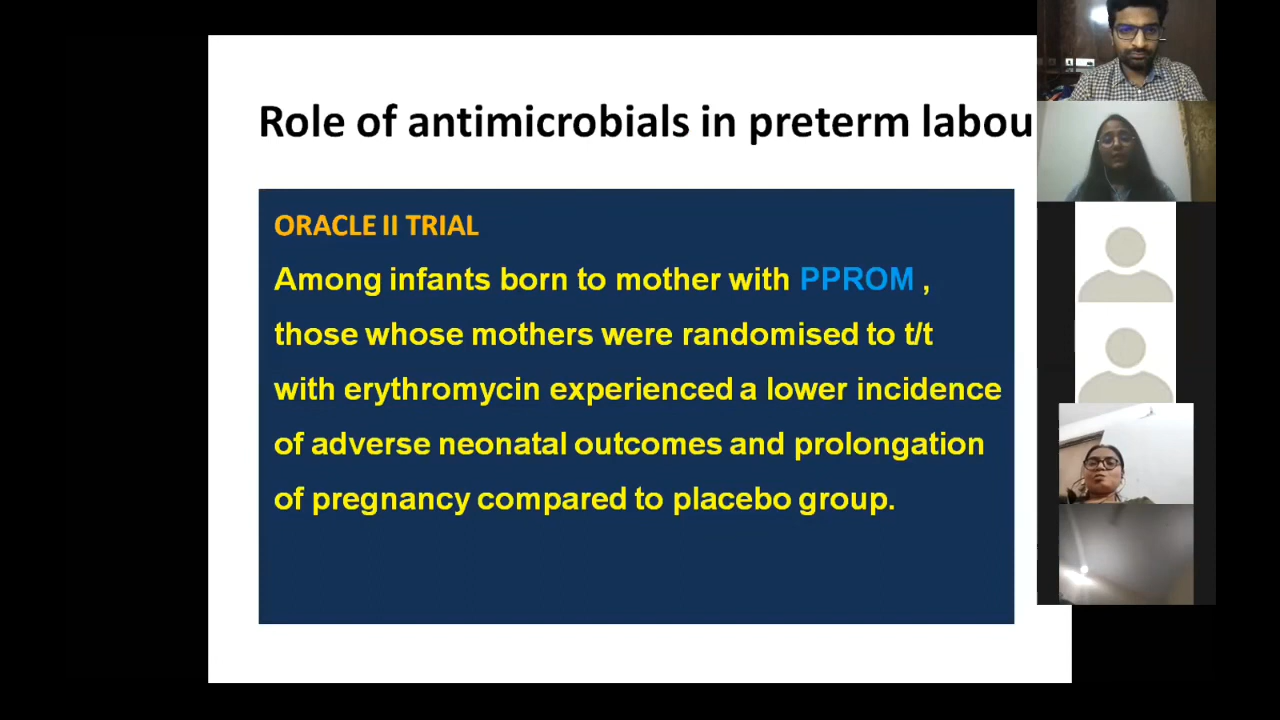 Role of antimicrobials in preterm labou
ORACLE II TRIAL
Among infants born to mother with PPROM ,
those whose mothers were randomised to t/t
with erythromycin experienced a lower incidence
of adverse neonatal outcomes and prolongation
of pregnancy compared to placebo group.